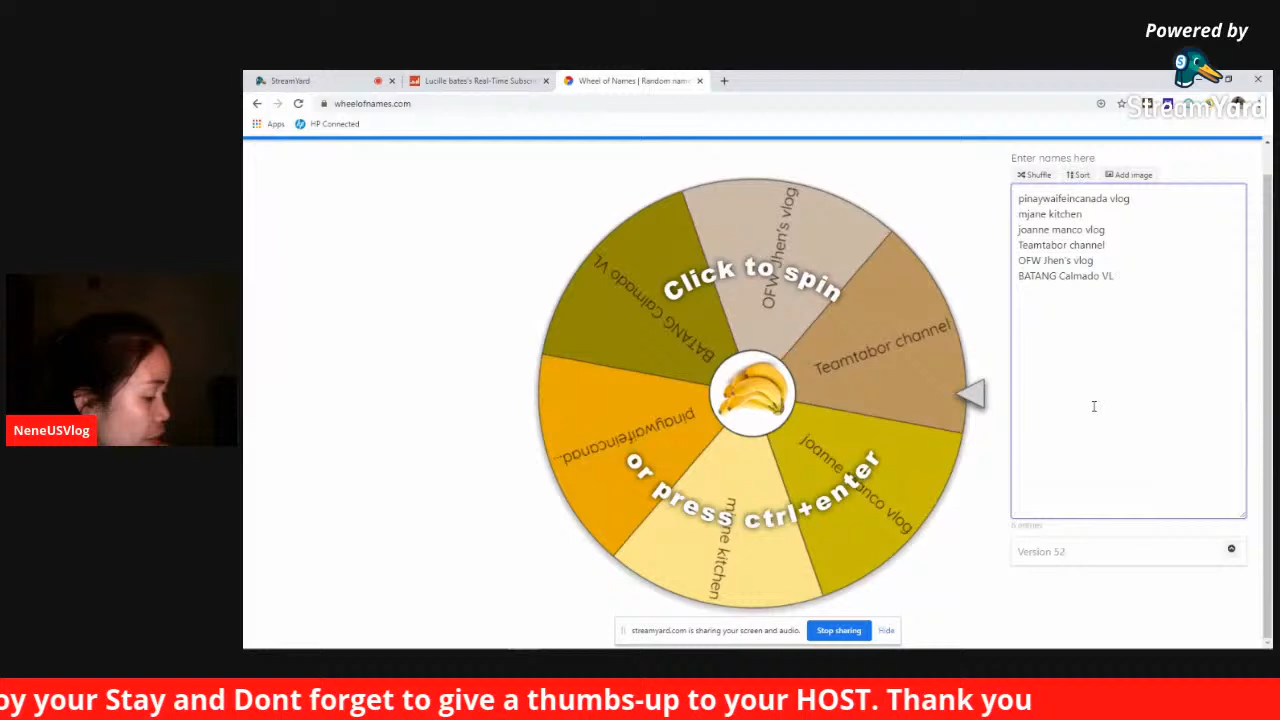 Powered by
StreamYard
StreamYard
Lucille bates's Real-Time Subscr
Wheel of Names | Random name
wheelofnames.com
Apps
HP Connected
Enter names here
Shuffle
Sort
Add image
pinaywaifeincanada vlog
mjane kitchen
joanne manco vlog
Teamtabor channel
OFW Jhen's vlog
BATANG Calmado VL
6 entries
Version 52
OFW Jhen's vlog
Teamtabor channel
joanne manco vlog
mjane kitchen
pinaywaifeincanad...
BATANG Calmado VL
Click to spin
or press ctrl+enter
NeneUSVlog
streamyard.com is sharing your screen and audio.
Stop sharing
Hide
by your Stay and Dont forget to give a thumbs-up to your HOST. Thank you